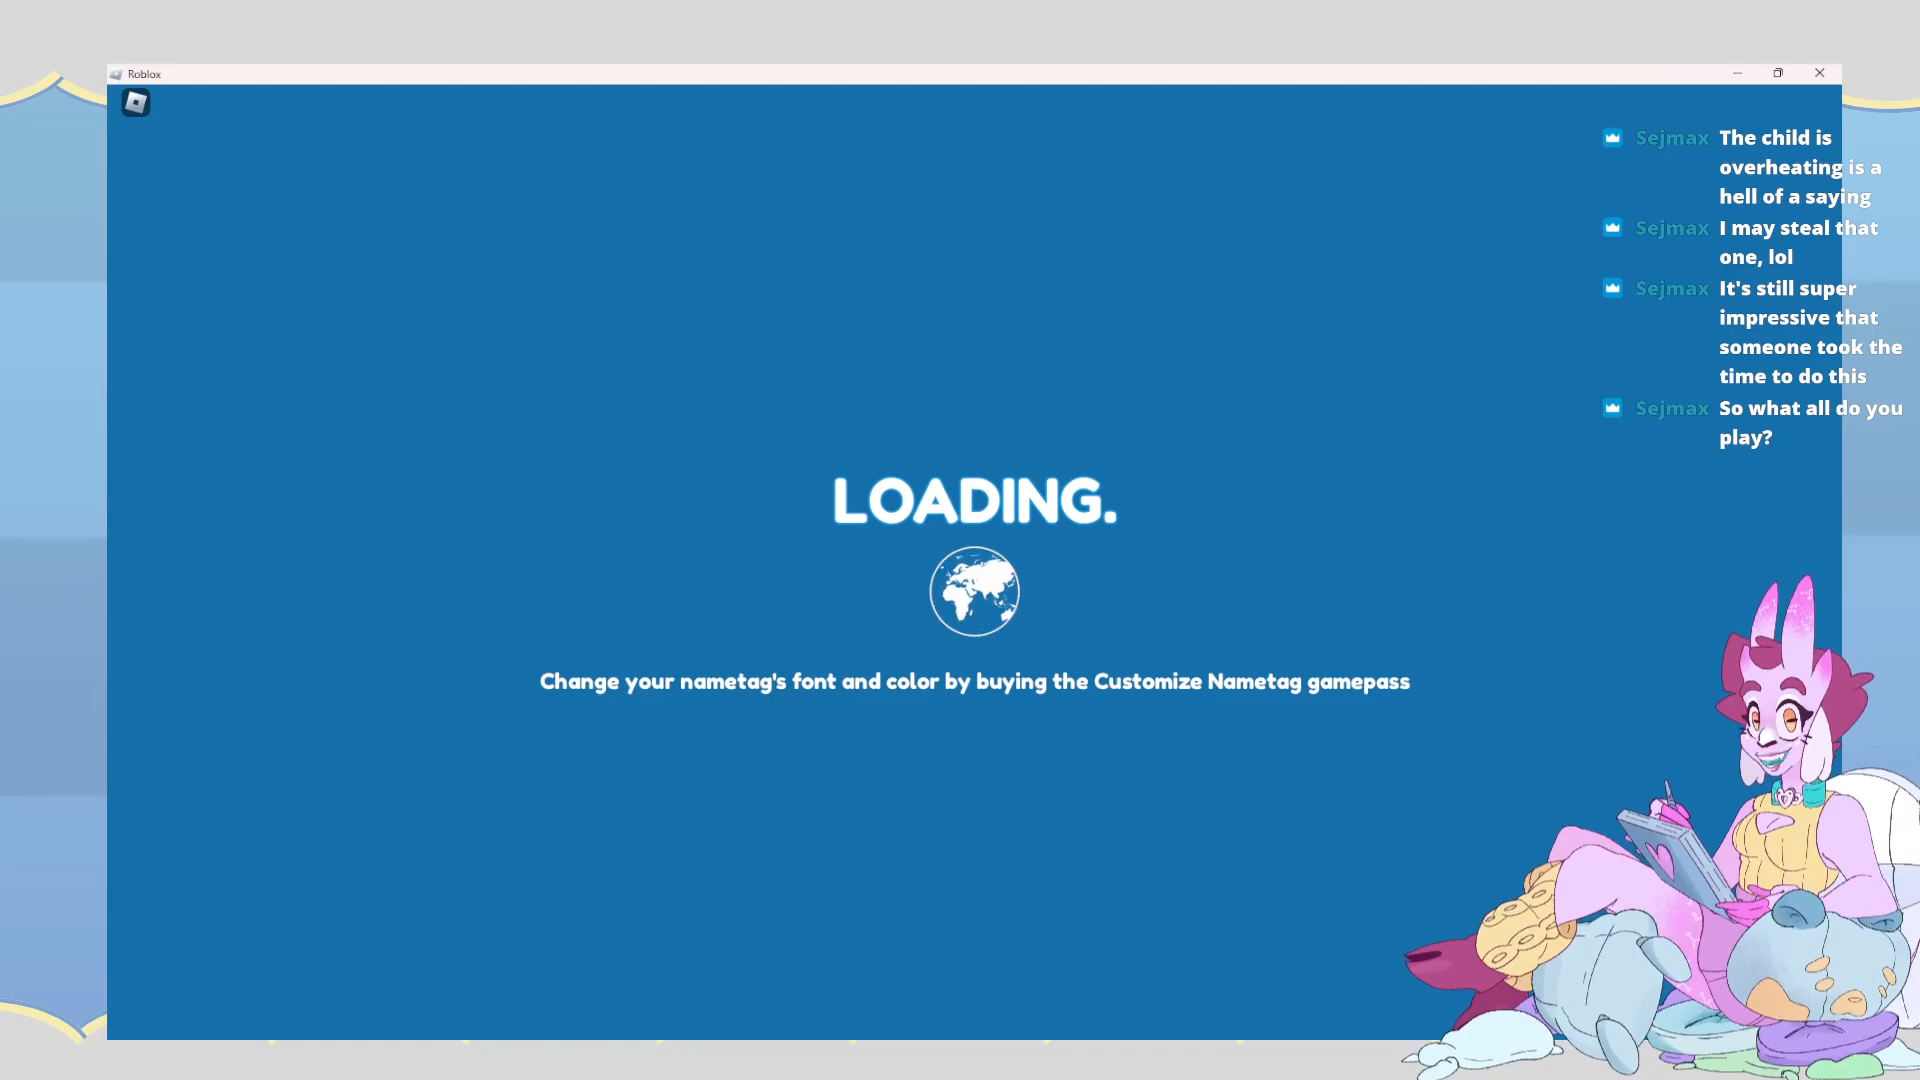 Roblox
Sejmax The child is
overheating is a
hell of a saying
Sejmax I may steal that
one, lol
Sejmax It's still super
impressive that
someone took the
time to do this
Sejmax So what all do you
play?
LOADING.
Change your nametag's font and color by buying the Customize Nametag gamepass